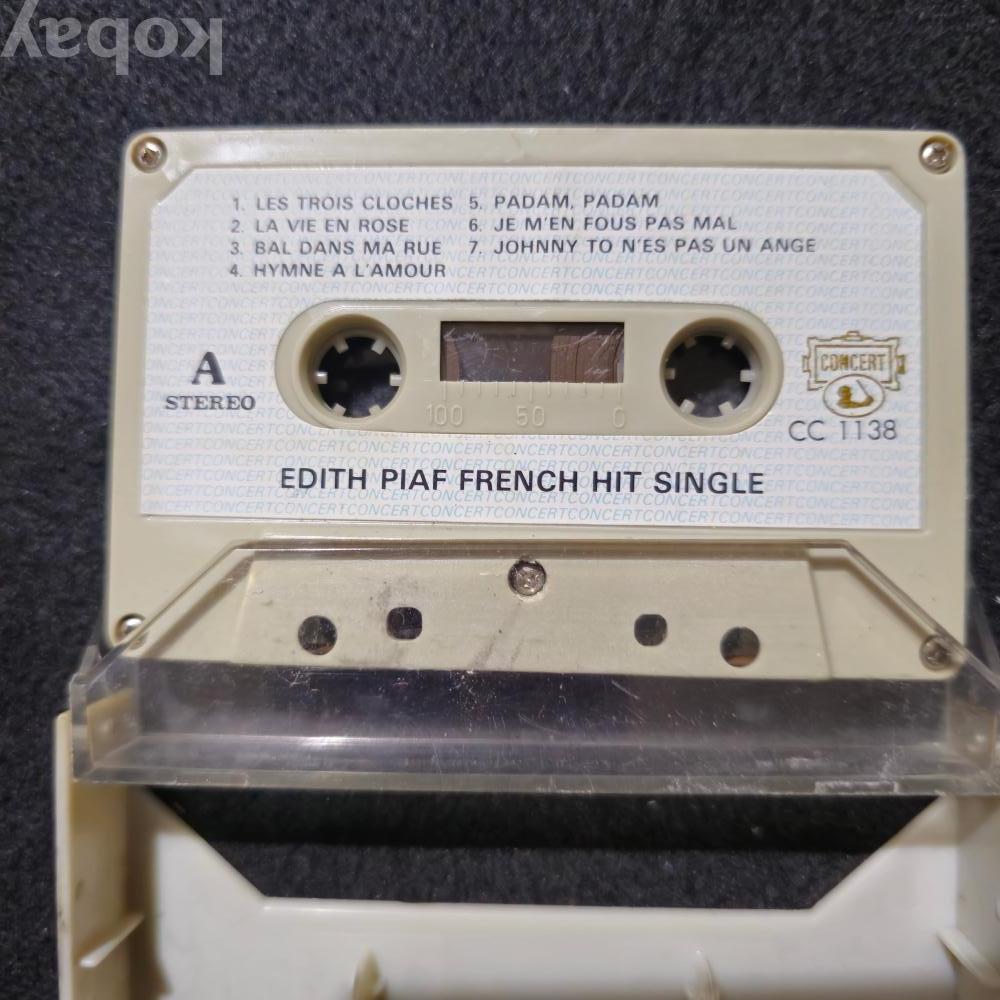 kobay
1. LES TROIS CLOCHES 5. PADAM, PADAM
2. LA VIE EN ROSE 6. JE M'EN FOUS PAS MAL
3. BAL DANS MA RUE 7. JOHNNY TO N'ES PAS UN ANGE
4. HYMNE A L'AMOUR
A
STEREO
100 50 0
CONCERT
CC 1138
EDITH PIAF FRENCH HIT SINGLE